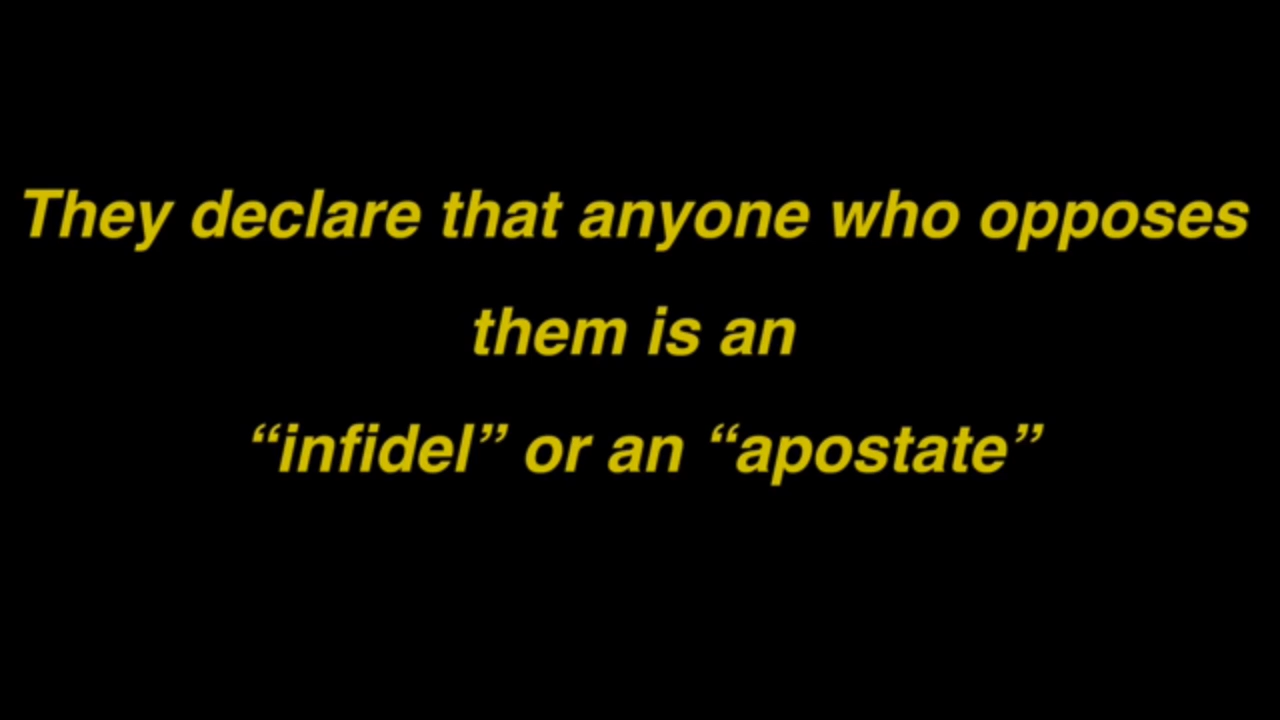 They declare that anyone who opposes
them is an
“infidel” or an “apostate”